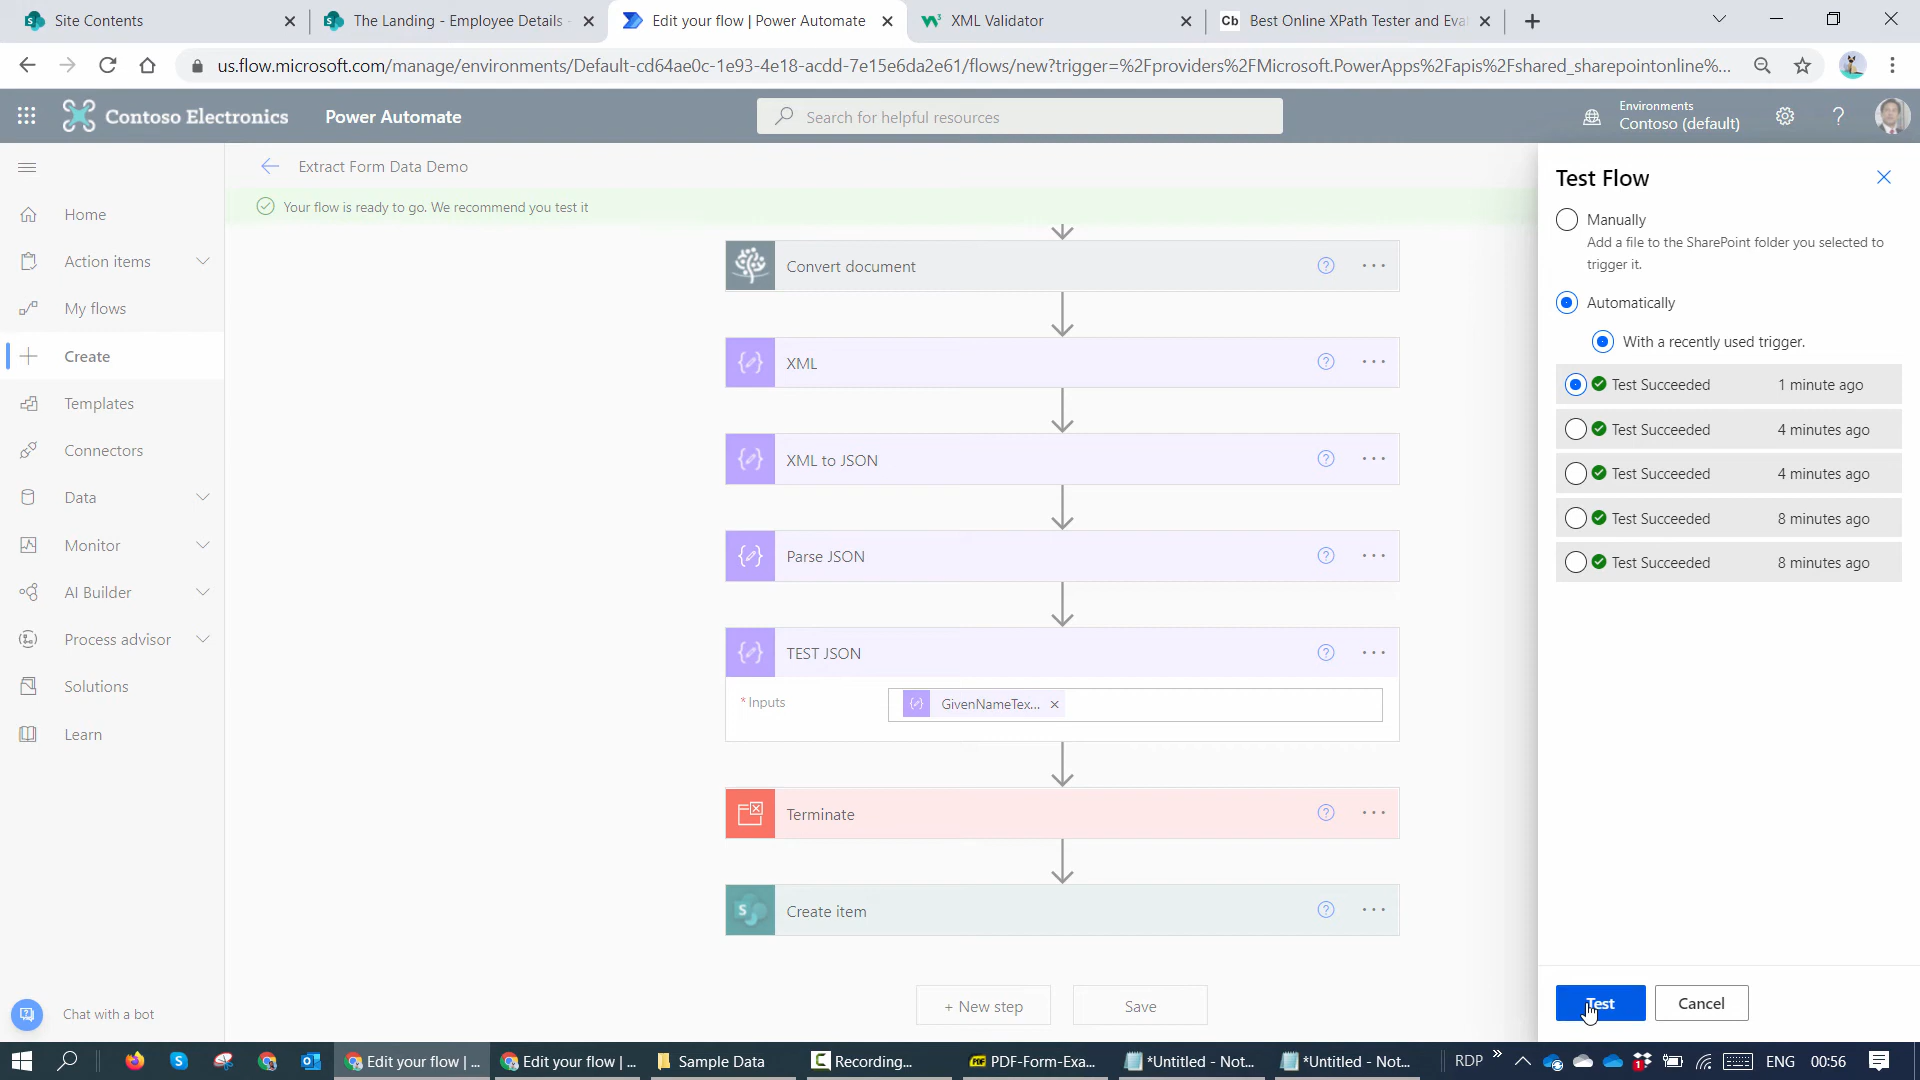 Site Contents
The Landing - Employee Details -
Edit your flow | Power Automate
XML Validator
Cb
Best Online XPath Tester and Eval
us.flow.microsoft.com/manage/environments/Default-cd64ae0c-1e93-4e18-acdd-7e15e6da2e61/flows/new?trigger=%2Fproviders%2FMicrosoft.PowerApps%2Fapis%2Fshared_sharepointonline%...
Contoso Electronics
Power Automate
Search for helpful resources
Environments
Contoso (default)
Extract Form Data Demo
Your flow is ready to go. We recommend you test it
Home
Action items
My flows
Create
Templates
Connectors
Data
Monitor
AI Builder
Process advisor
Solutions
Learn
Chat with a bot
Convert document
XML
XML to JSON
Parse JSON
TEST JSON
* Inputs
GivenNameTex...
Terminate
Create item
+ New step
Save
Test Flow
Manually
Add a file to the SharePoint folder you selected to
trigger it.
Automatically
With a recently used trigger.
Test Succeeded 1 minute ago
Test Succeeded 4 minutes ago
Test Succeeded 4 minutes ago
Test Succeeded 8 minutes ago
Test Succeeded 8 minutes ago
Test
Cancel
Edit your flow | ...
Edit your flow | ...
Sample Data
Recording...
PDF-Form-Exa...
*Untitled - Not...
*Untitled - Not...
RDP
ENG
00:56